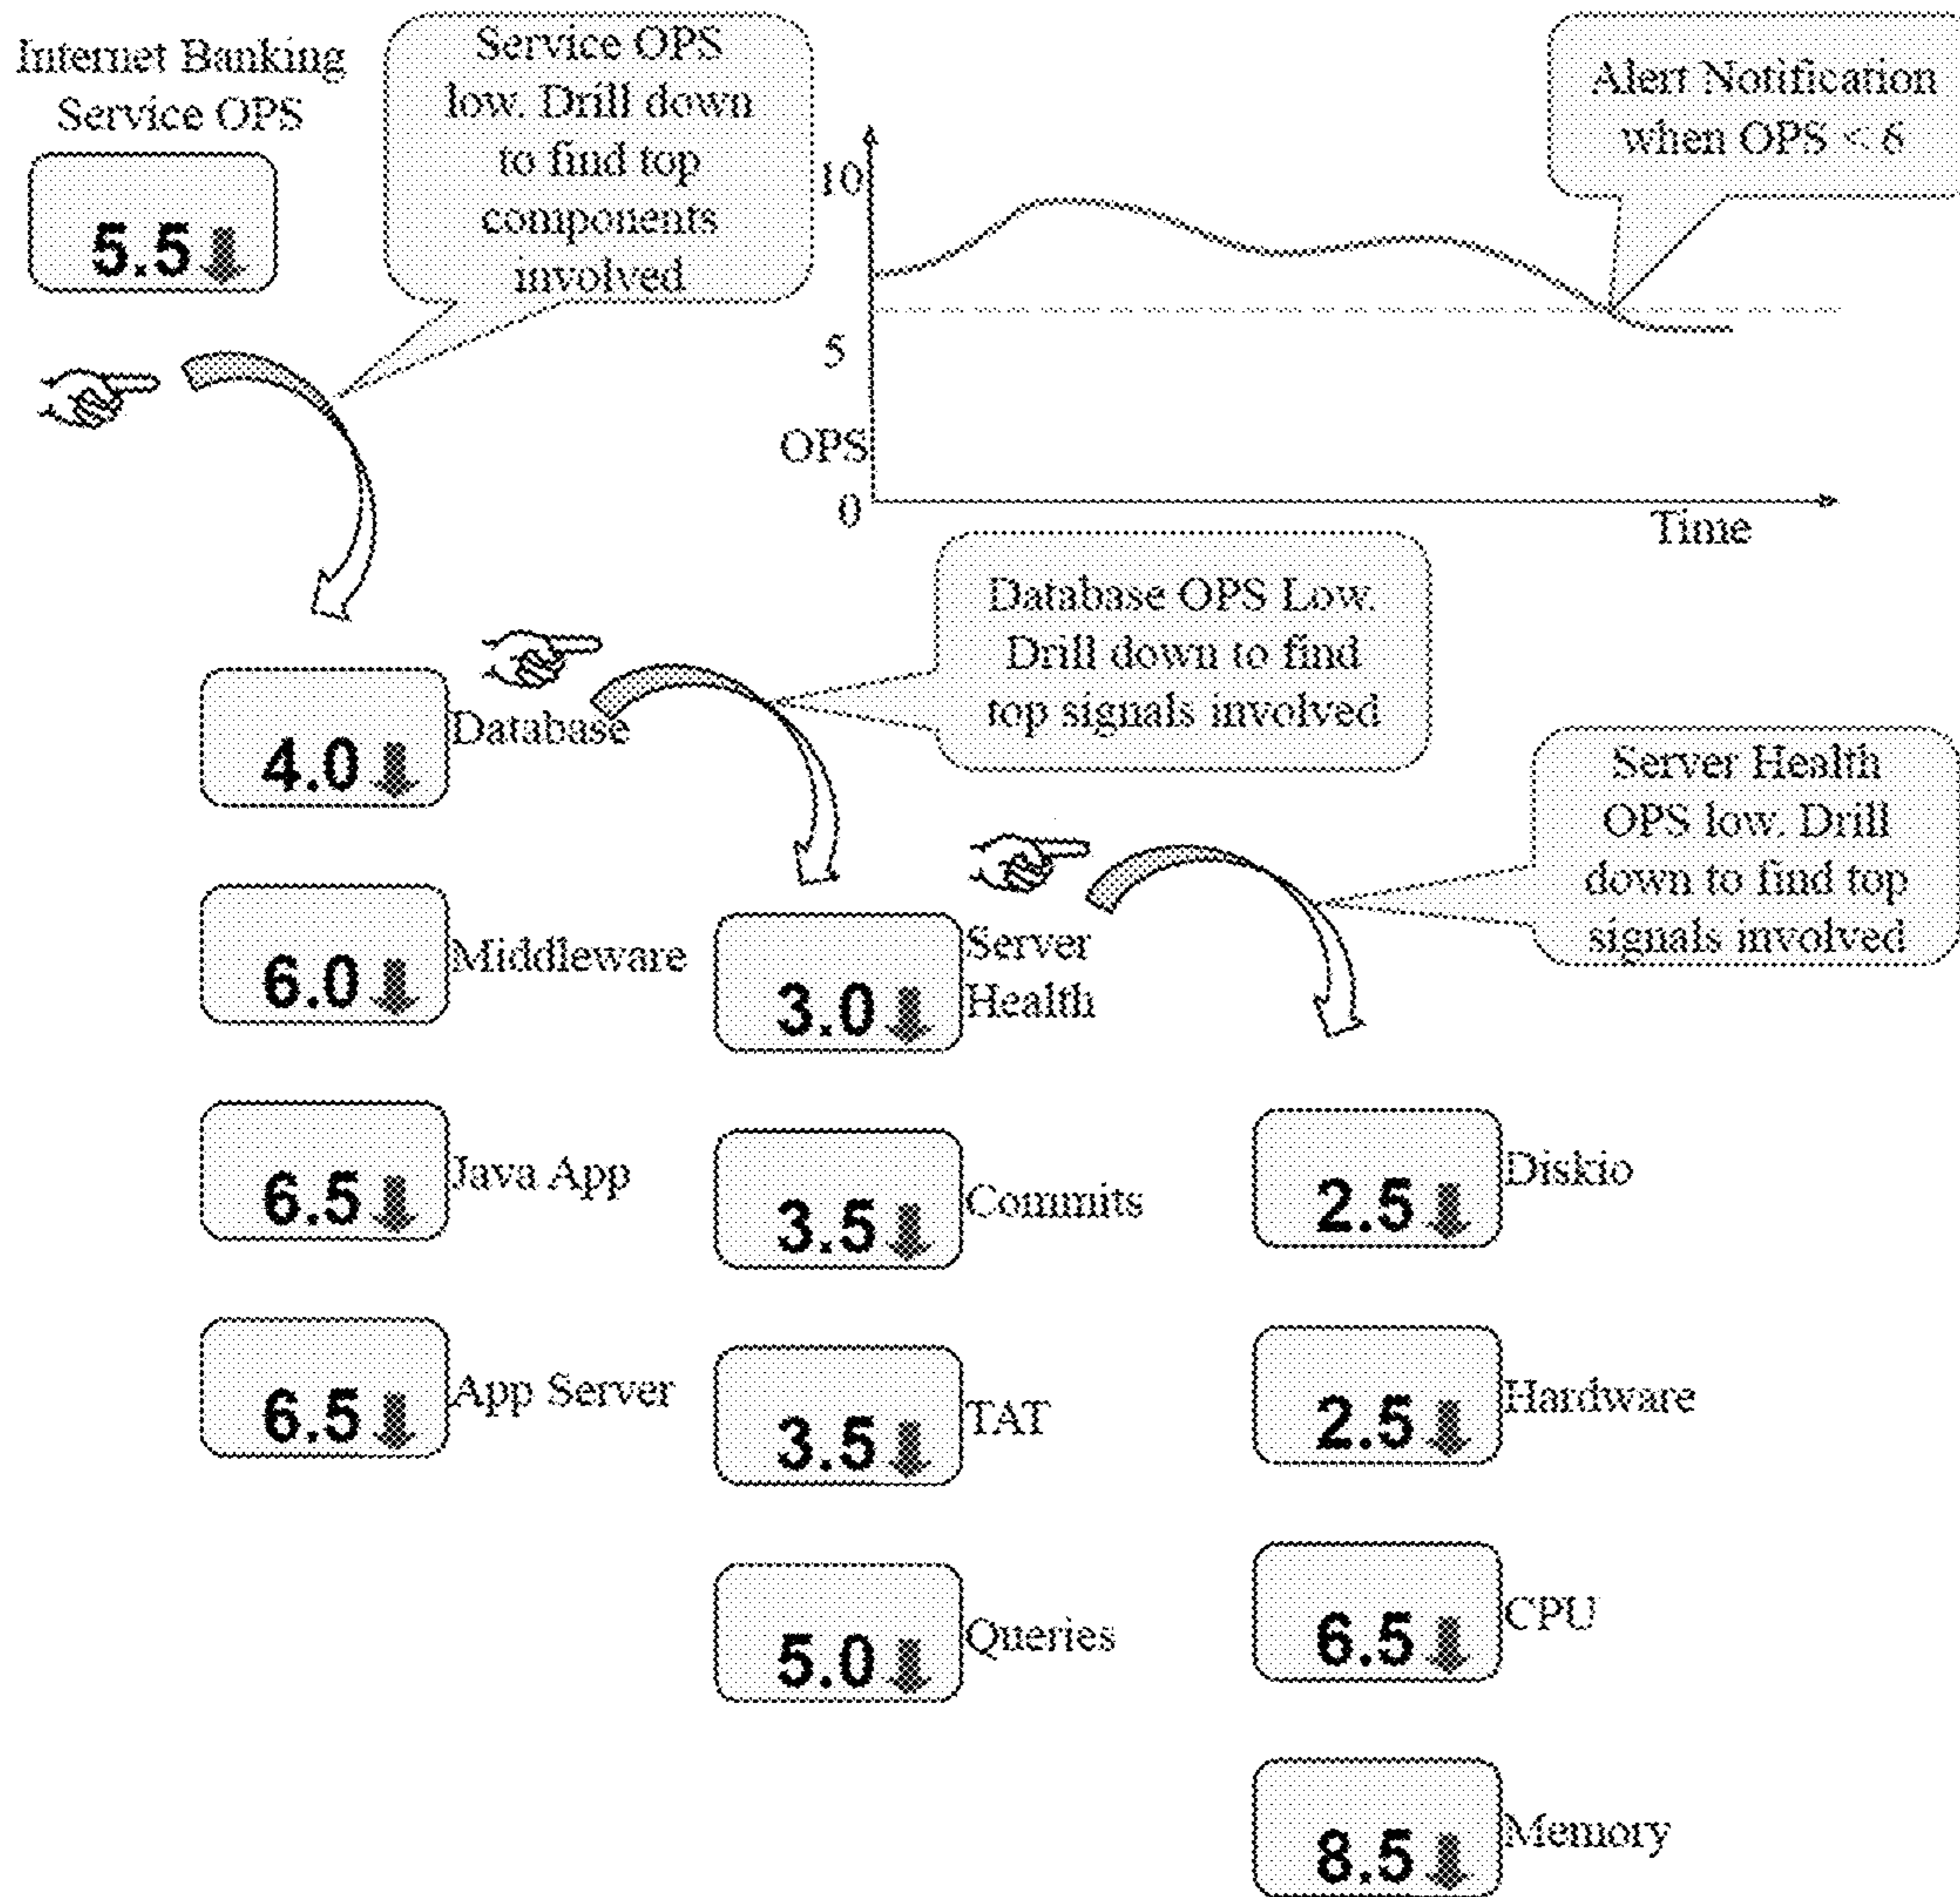 Internet Banking
Service OPS
5.5
Service OPS
low. Drill down
to find top
components
involved
Alert Notification
when OPS < 6
10
5
OPS
0
Time
Database OPS Low.
Drill down to find
top signals involved
Server Health
OPS low. Drill
down to find top
signals involved
4.0
Database
6.0
Middleware
6.5
Java App
6.5
App Server
3.0
Server
Health
3.5
Commits
3.5
TAT
5.0
Queries
2.5
Diskio
2.5
Hardware
6.5
CPU
8.5
Memory